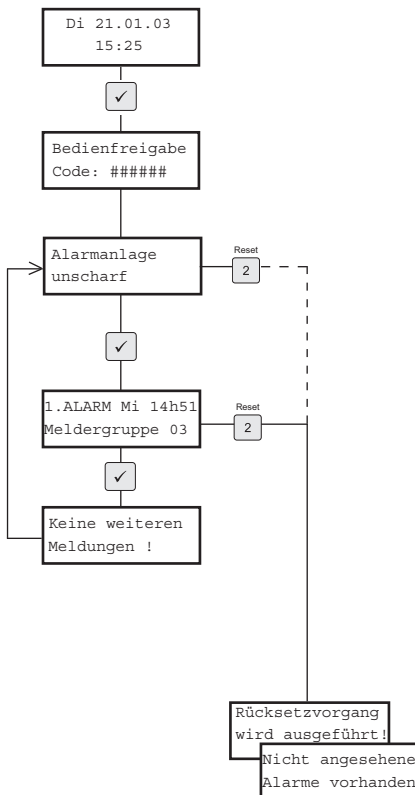 Di 21.01.03
15:25
✓
Bedienfreigabe
Code: ######
Alarmanlage
unscharf
Reset
2
✓
1.ALARM Mi 14h51
Meldergruppe 03
Reset
2
✓
Keine weiteren
Meldungen !
Rücksetzvorgang
wird ausgeführt!
Nicht angesehene
Alarme vorhanden